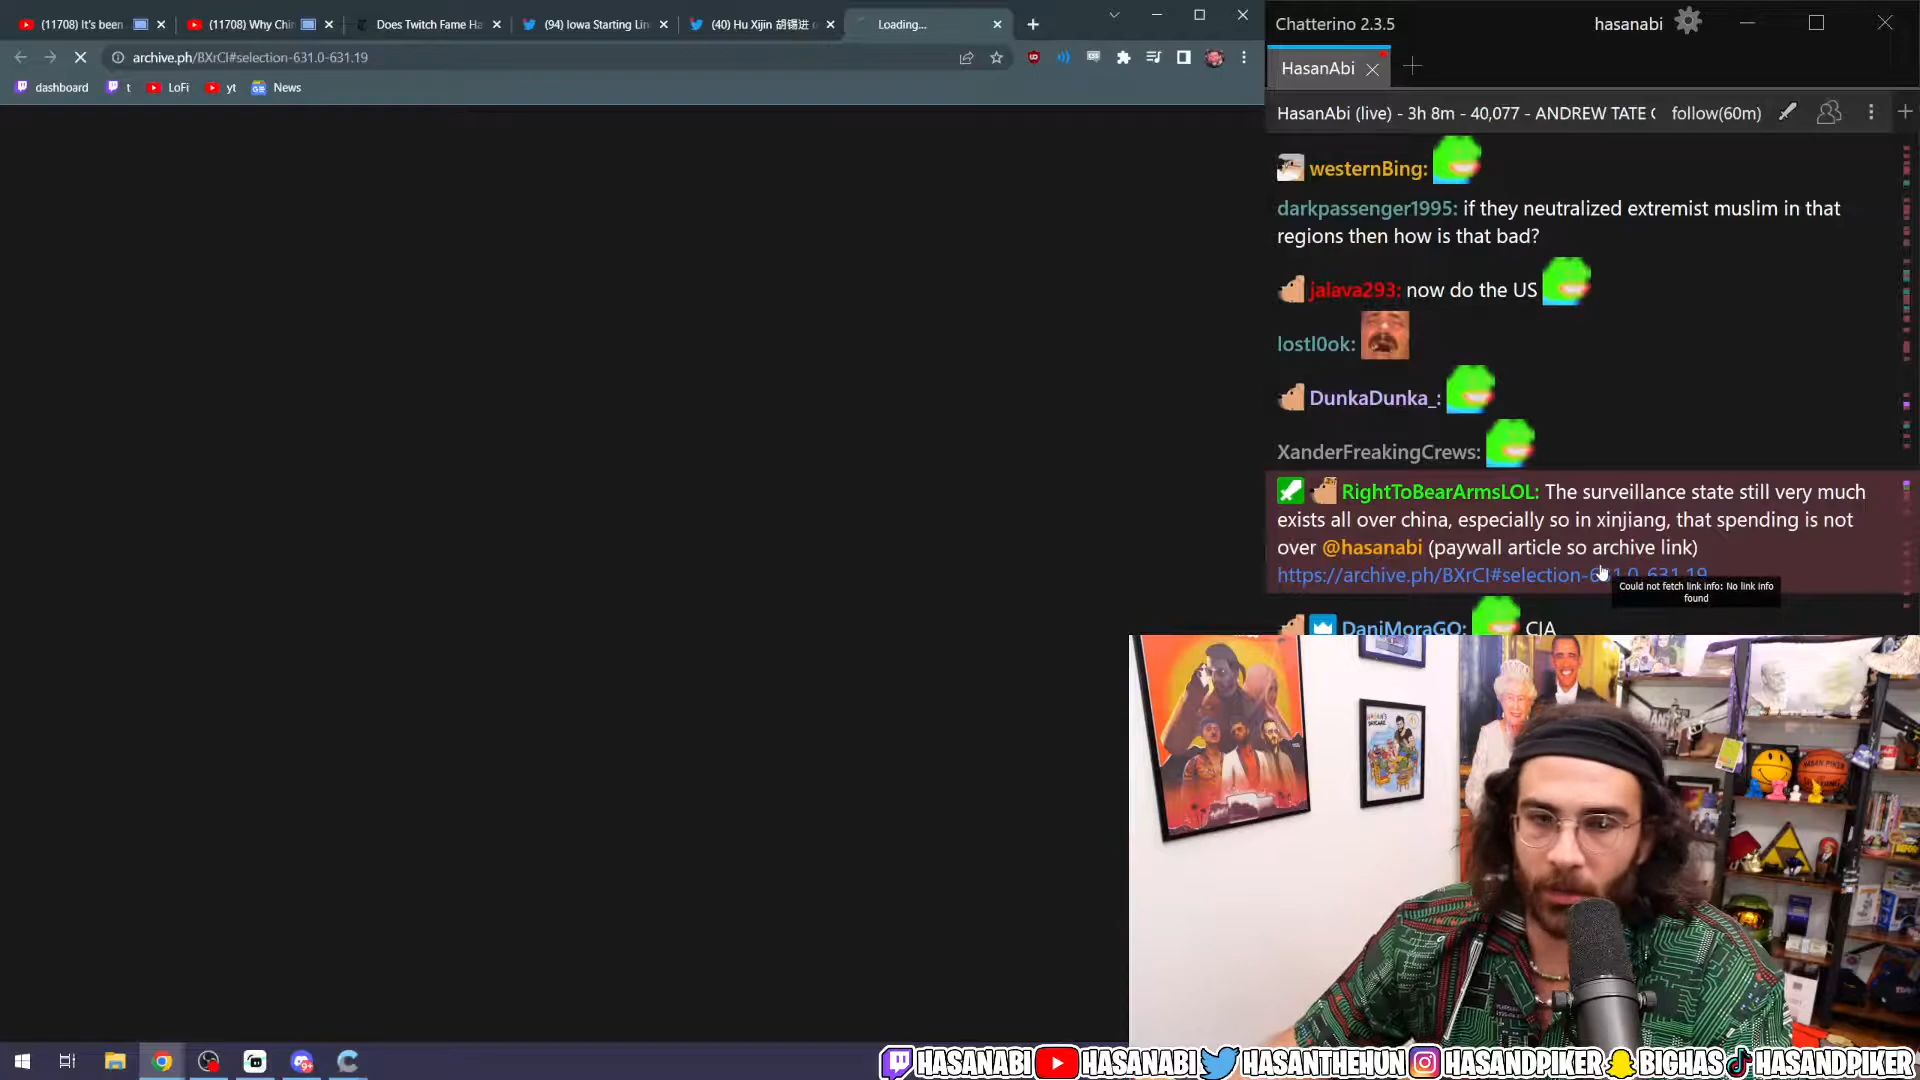 (11708) It's been
(11708) Why Chi
Does Twitch Fame Ha
(94) Iowa Starting Lin
(40) Hu Xijin 胡锡进
Loading...
archive.ph/BXrCI#selection-631.0-631.19
dashboard
t
LoFi
yt
News
Chatterino 2.3.5
hasanabi
HasanAbi
HasanAbi (live) - 3h 8m - 40,077 - ANDREW TATE
follow(60m)
westernBing:
darkpassenger1995: if they neutralized extremist muslim in that
regions then how is that bad?
jalava293: now do the US
lostl0ok:
DunkaDunka_:
XanderFreakingCrews:
RightToBearArmsLOL: The surveillance state still very much
exists all over china, especially so in xinjiang, that spending is not
over @hasanabi (paywall article so archive link)
https://archive.ph/BXrCI#selection-631.0-631.19
Could not fetch link info: No link info
found
DaniMoraGO: CIA
HASANABI HASANABI HASANTHEHUN HASANDPIKER BIGHAS HASANDPIKER